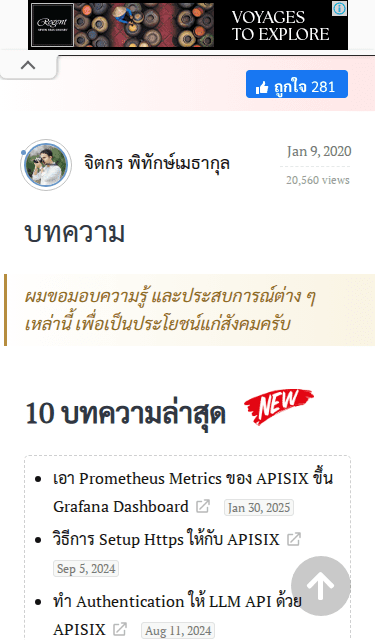 Regent
SEVEN SEAS CRUISES
VOYAGES
TO EXPLORE
ถูกใจ 281
จิตกร พิทักษ์เมธากุล
Jan 9, 2020
20,560 views
บทความ
ผมขอมอบความรู้ และประสบการณ์ต่าง ๆ
เหล่านี้ เพื่อเป็นประโยชน์แก่สังคมครับ
10 บทความล่าสุด NEW
เอา Prometheus Metrics ของ APISIX ขึ้น
Grafana Dashboard Jan 30, 2025
วิธีการ Setup Https ให้กับ APISIX
Sep 5, 2024
ทำ Authentication ให้ LLM API ด้วย
APISIX Aug 11, 2024